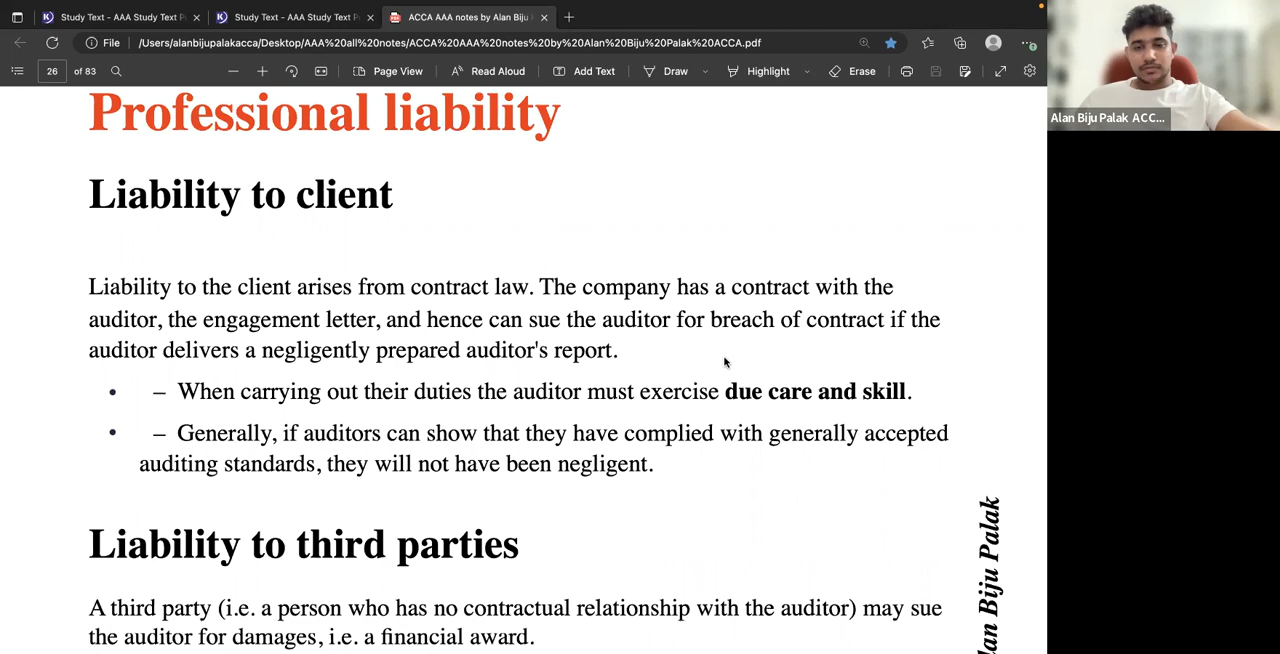 Study Text - AAA Study Text
Study Text - AAA Study Text P
ACCA AAA notes by Alan Biju
File
/Users/alanbijupalakacca/Desktop/AAA%20all%20notes/ACCA%20AAA%20notes%20by%20Alan%20Biju%20Palak%20ACCA.pdf
26 of 83
Page View
Read Aloud
Add Text
Draw
Highlight
Erase
Alan Biju Palak ACC...
Professional liability
Liability to client
Liability to the client arises from contract law. The company has a contract with the
auditor, the engagement letter, and hence can sue the auditor for breach of contract if the
auditor delivers a negligently prepared auditor's report.
• – When carrying out their duties the auditor must exercise due care and skill.
• – Generally, if auditors can show that they have complied with generally accepted
auditing standards, they will not have been negligent.
Liability to third parties
A third party (i.e. a person who has no contractual relationship with the auditor) may sue
the auditor for damages, i.e. a financial award.
lan Biju Palak